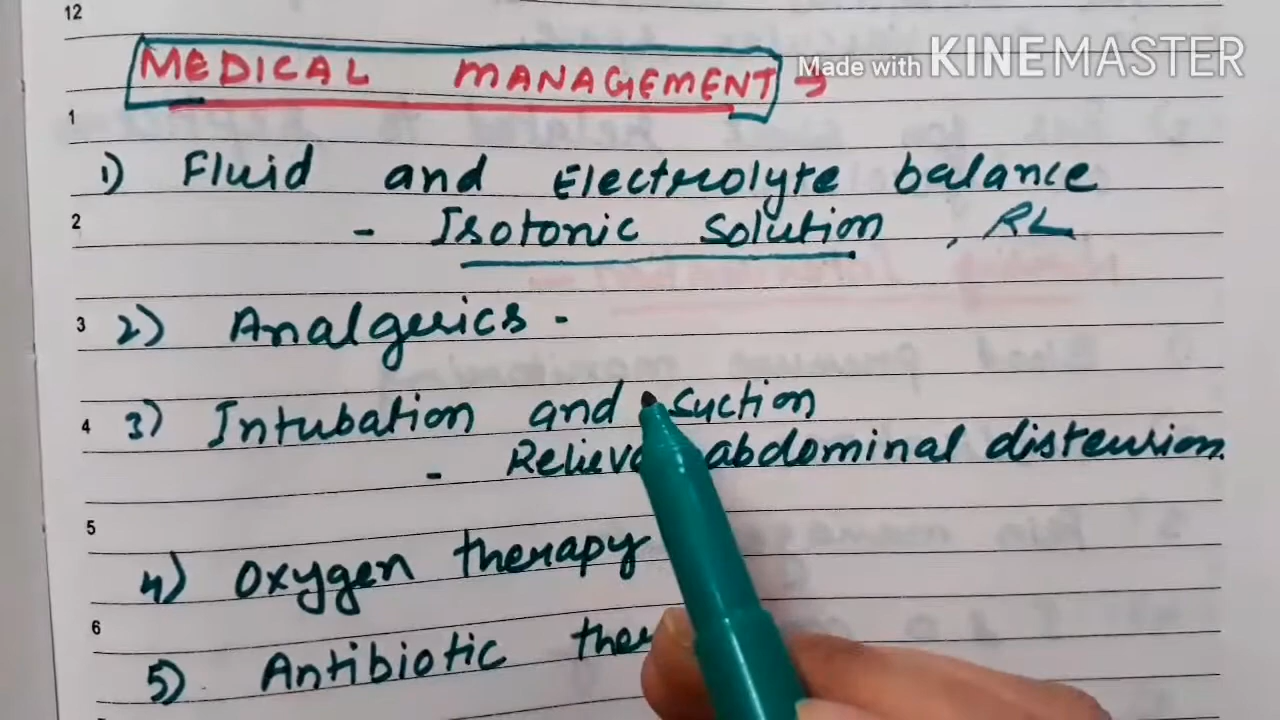 12
Made with KINEMASTER
MEDICAL MANAGEMENT →
1
1) Fluid and Electrolyte balance
2
- Isotonic Solution , RL
3
2) Analgesics -
4
3) Intubation and suction
- Relieve abdominal distension.
5
4) Oxygen therapy
6
5) Antibiotic the